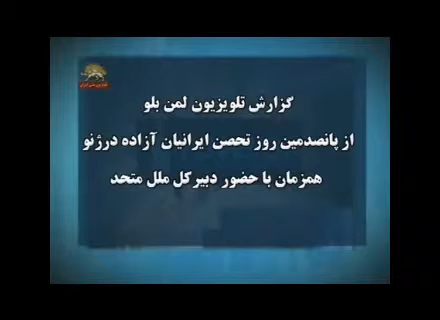 گزارش تلویزیون لمن بلو
از پانصدمین روز تحصن ایرانیان آزاده درژنو
همزمان با حضور دبیرکل ملل متحد